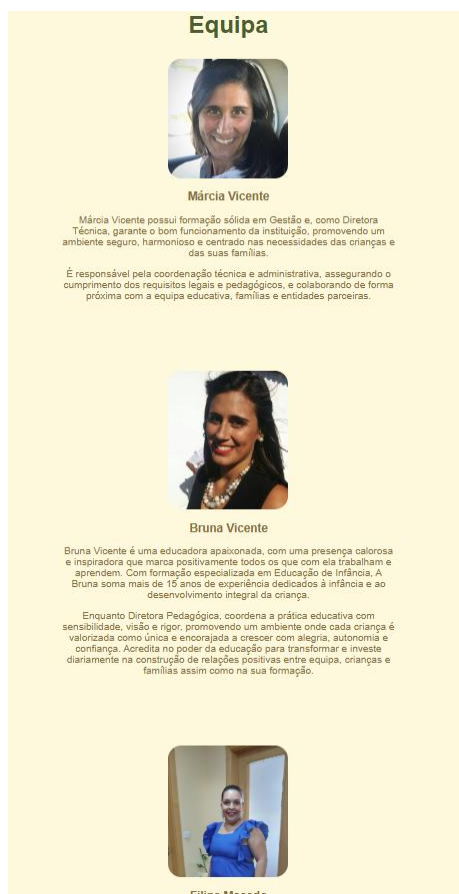 Equipa
Márcia Vicente
Márcia Vicente possui formação sólida em Gestão e, como Diretora
Técnica, garante o bom funcionamento da instituição, promovendo um
ambiente seguro, harmonioso e centrado nas necessidades das crianças e
das suas famílias.
É responsável pela coordenação técnica e administrativa, assegurando o
cumprimento dos requisitos legais e pedagógicos, e colaborando de forma
próxima com a equipa educativa, famílias e entidades parceiras.
Bruna Vicente
Bruna Vicente é uma educadora apaixonada, com uma presença calorosa
e inspiradora que marca positivamente todos os que com ela trabalham e
aprendem. Com formação especializada em Educação de Infância, A
Bruna soma mais de 15 anos de experiência dedicados à infância e ao
desenvolvimento integral da criança.
Enquanto Diretora Pedagógica, coordena a prática educativa com
sensibilidade, visão e rigor, promovendo um ambiente onde cada criança é
valorizada como única e encorajada a crescer com alegria, autonomia e
confiança. Acredita no poder da educação para transformar e investe
diariamente na construção de relações positivas entre equipa, crianças e
famílias assim como na sua formação.